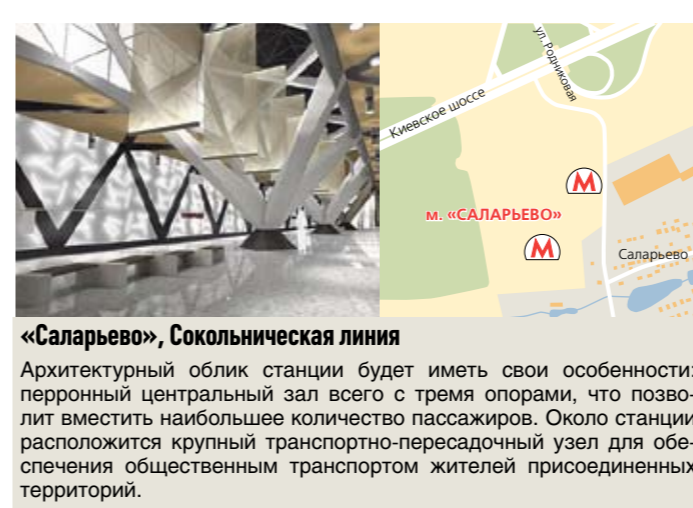 ул. Родниковая
Киевское шоссе
М
м. «САЛАРЬЕВО»
М
Саларьево
«Саларьево», Сокольническая линия
Архитектурный облик станции будет иметь свои особенности:
перронный центральный зал всего с тремя опорами, что позво-
лит вместить наибольшее количество пассажиров. Около станции
расположится крупный транспортно-пересадочный узел для обе-
спечения общественным транспортом жителей присоединенных
территорий.